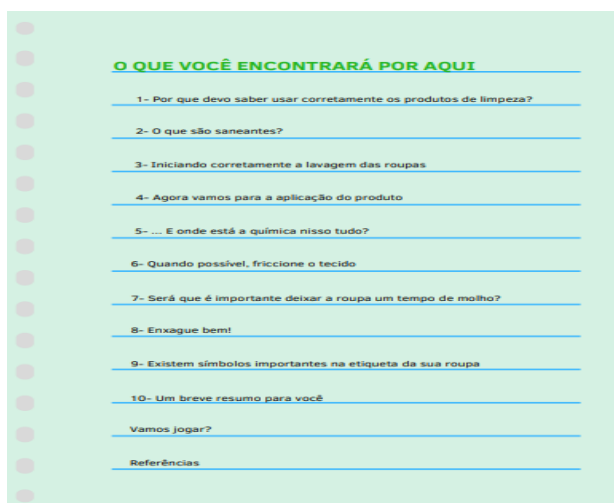 O QUE VOCÊ ENCONTRARÁ POR AQUI
1- Por que devo saber usar corretamente os produtos de limpeza?
2- O que são saneantes?
3- Iniciando corretamente a lavagem das roupas
4- Agora vamos para a aplicação do produto
5- ... E onde está a química nisso tudo?
6- Quando possível, friccione o tecido
7- Será que é importante deixar a roupa um tempo de molho?
8- Enxague bem!
9- Existem símbolos importantes na etiqueta da sua roupa
10- Um breve resumo para você
Vamos jogar?
Referências